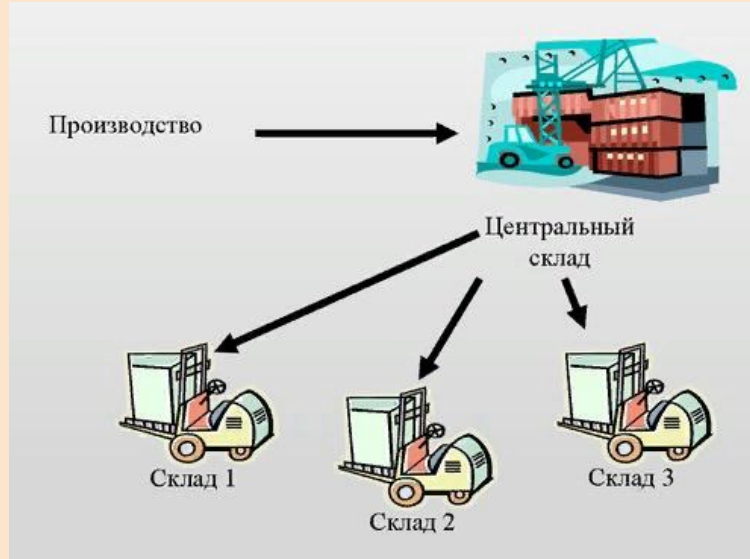 Производство
Центральный
склад
Склад 1
Склад 2
Склад 3